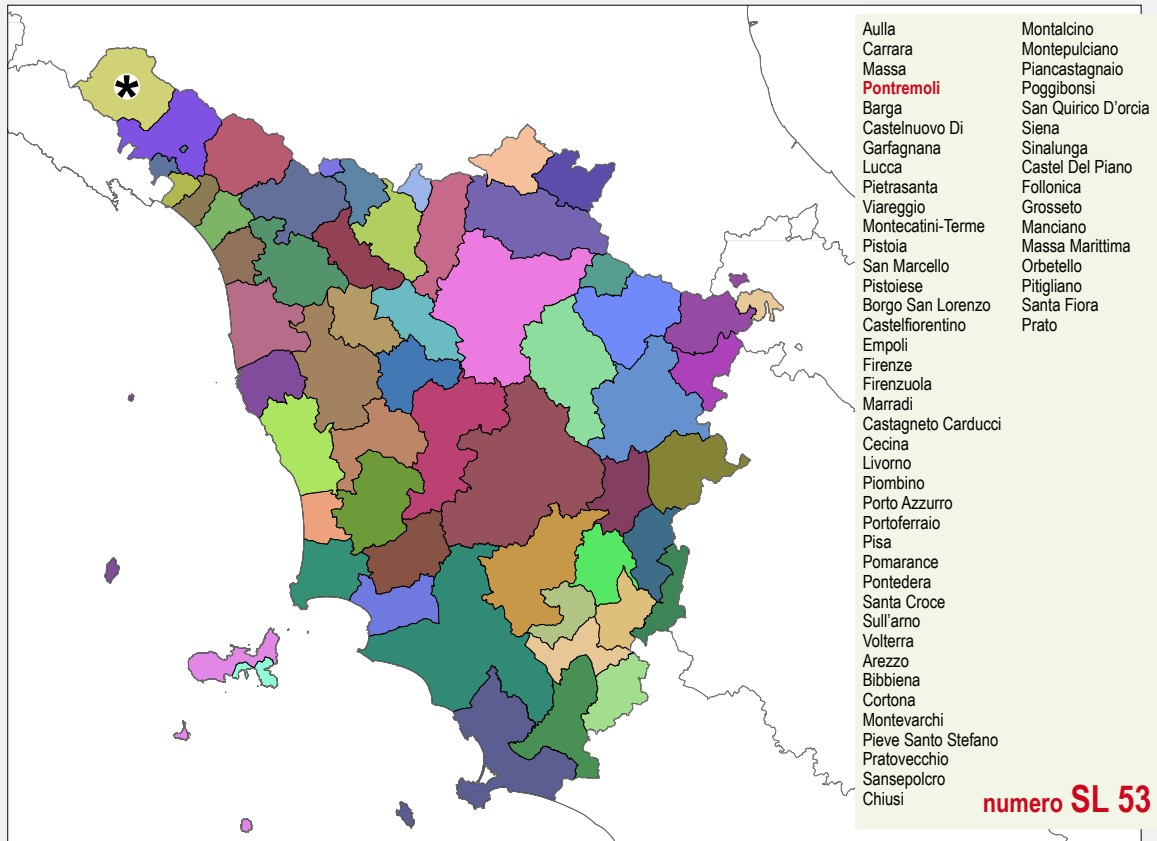 *
Aulla
Carrara
Massa
Pontremoli
Barga
Castelnuovo Di
Garfagnana
Lucca
Pietrasanta
Viareggio
Montecatini-Terme
Pistoia
San Marcello
Pistoiese
Borgo San Lorenzo
Castelfiorentino
Empoli
Firenze
Firenzuola
Marradi
Castagneto Carducci
Cecina
Livorno
Piombino
Porto Azzurro
Portoferraio
Pisa
Pomarance
Pontedera
Santa Croce
Sull'arno
Volterra
Arezzo
Bibbiena
Cortona
Montevarchi
Pieve Santo Stefano
Pratovecchio
Sansepolcro
Chiusi
Montalcino
Montepulciano
Piancastagnaio
Poggibonsi
San Quirico D'orcia
Siena
Sinalunga
Castel Del Piano
Follonica
Grosseto
Manciano
Massa Marittima
Orbetello
Pitigliano
Santa Fiora
Prato
numero SL 53